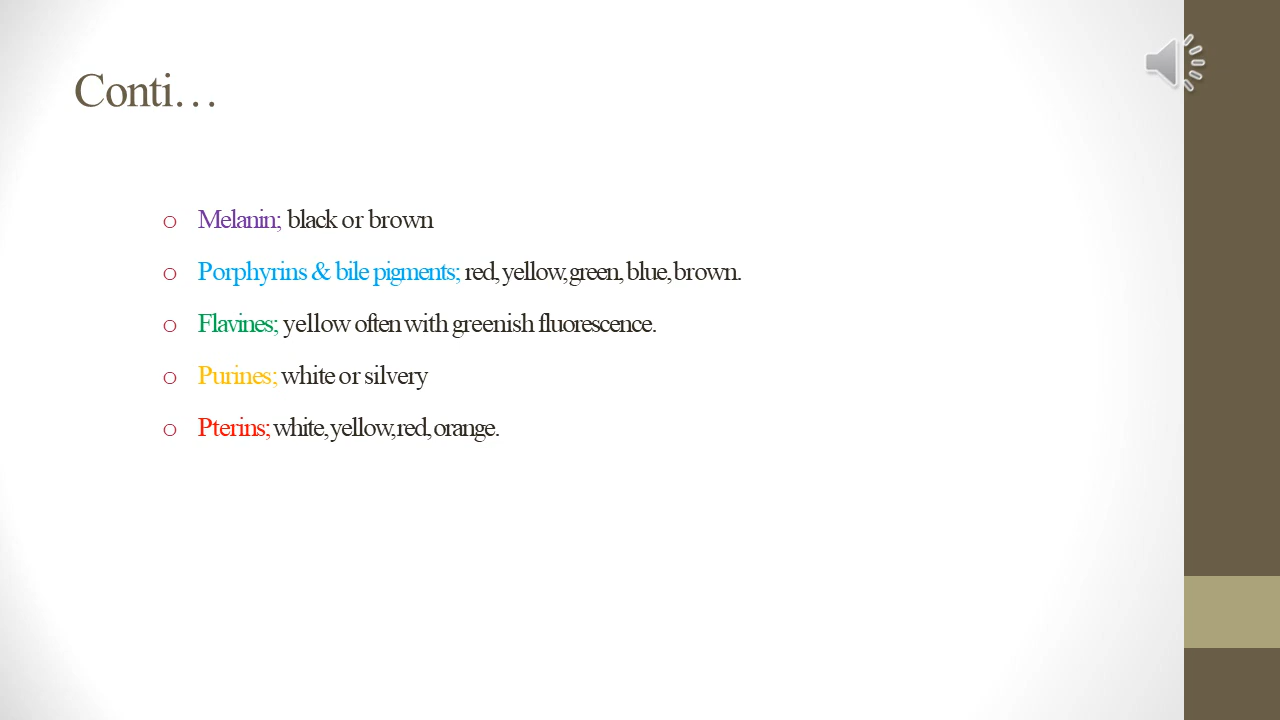 Conti…
o Melanin; black or brown
o Porphyrins & bile pigments; red, yellow, green, blue, brown.
o Flavines; yellow often with greenish fluorescence.
o Purines; white or silvery
o Pterins; white, yellow, red, orange.